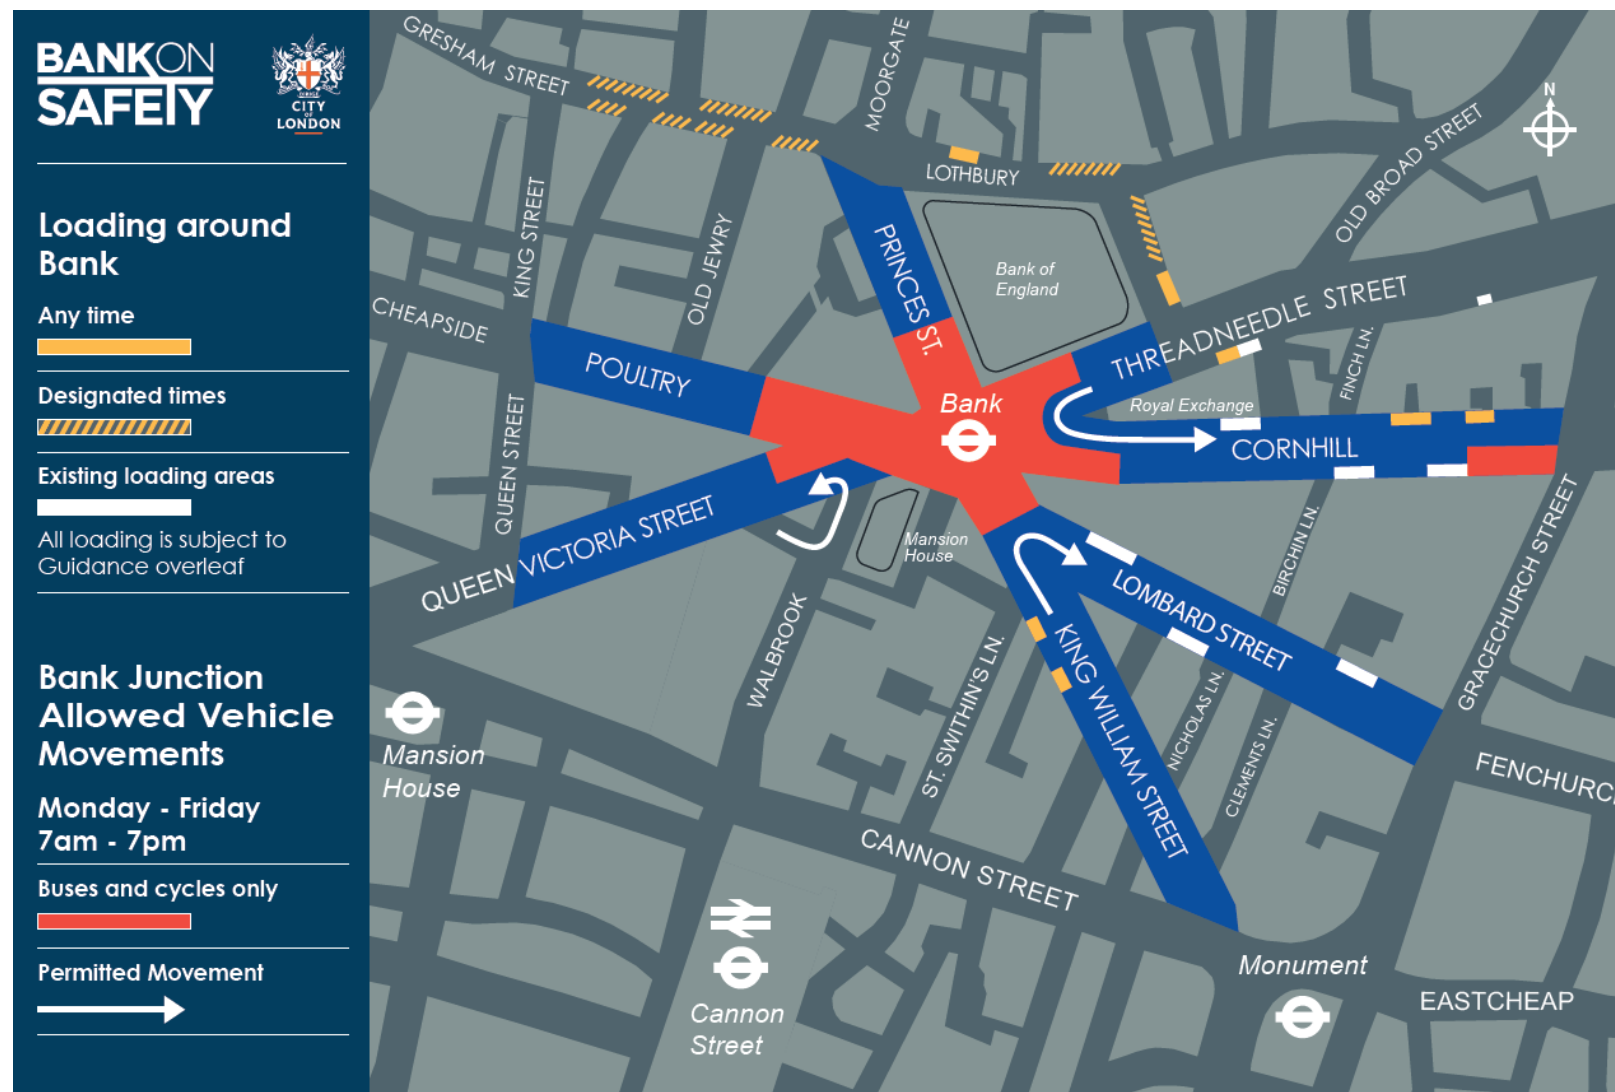 BANKON
SAFETY
CITY
OF
LONDON
Loading around
Bank
Any time
Designated times
Existing loading areas
All loading is subject to
Guidance overleaf
Bank Junction
Allowed Vehicle
Movements
Monday - Friday
7am - 7pm
Buses and cycles only
Permitted Movement
GRESHAM STREET
MOORGATE
N
LOTHBURY
OLD BROAD STREET
KING STREET
OLD JEWRY
PRINCES ST.
Bank of
England
CHEAPSIDE
THREADNEEDLE STREET
FINCH LN.
POULTRY
Bank
Royal Exchange
CORNHILL
QUEEN STREET
QUEEN VICTORIA STREET
Mansion
House
BIRCHIN LN.
GRACECHURCH STREET
LOMBARD STREET
WALBROOK
ST. SWITHIN'S LN.
KING WILLIAM STREET
NICHOLAS LN.
CLEMENTS LN.
Mansion
House
FENCHURC
CANNON STREET
Cannon
Street
Monument
EASTCHEAP